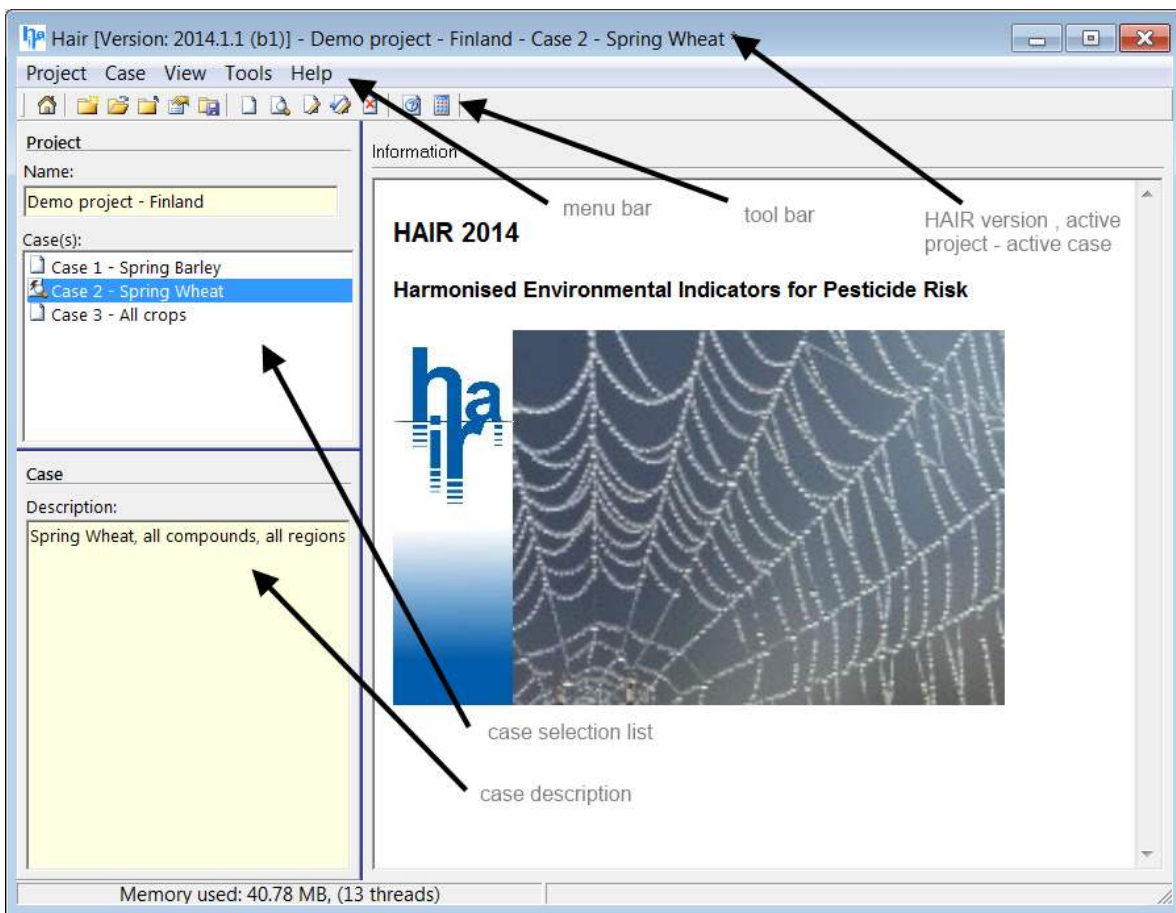 Hair [Version: 2014.1.1 (b1)] - Demo project - Finland - Case 2 - Spring Wheat *
Project Case View Tools Help
Project
Name:
Demo project - Finland
Case(s):
Case 1 - Spring Barley
Case 2 - Spring Wheat
Case 3 - All crops
Case
Description:
Spring Wheat, all compounds, all regions
Information
menu bar
tool bar
HAIR version , active
project - active case
HAIR 2014
Harmonised Environmental Indicators for Pesticide Risk
hair
case selection list
case description
Memory used: 40.78 MB, (13 threads)